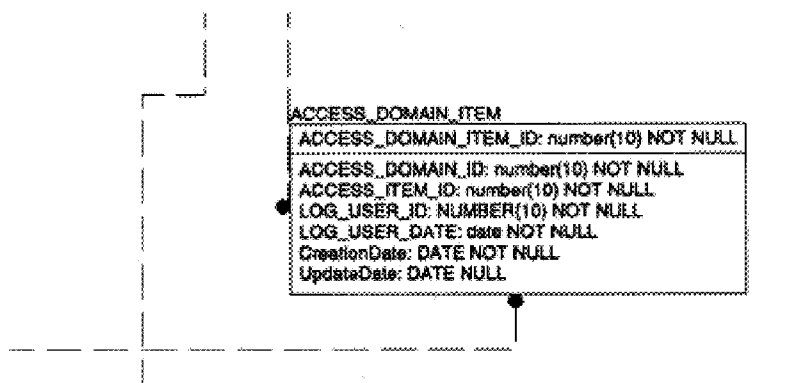 ACCESS_DOMAIN_ITEM
ACCESS_DOMAIN_ITEM_ID: number(10) NOT NULL
ACCESS_DOMAIN_ID: number(10) NOT NULL
ACCESS_ITEM_ID: number(10) NOT NULL
LOG_USER_ID: NUMBER(10) NOT NULL
LOG_USER_DATE: date NOT NULL
CreationDate: DATE NOT NULL
UpdateDate: DATE NULL